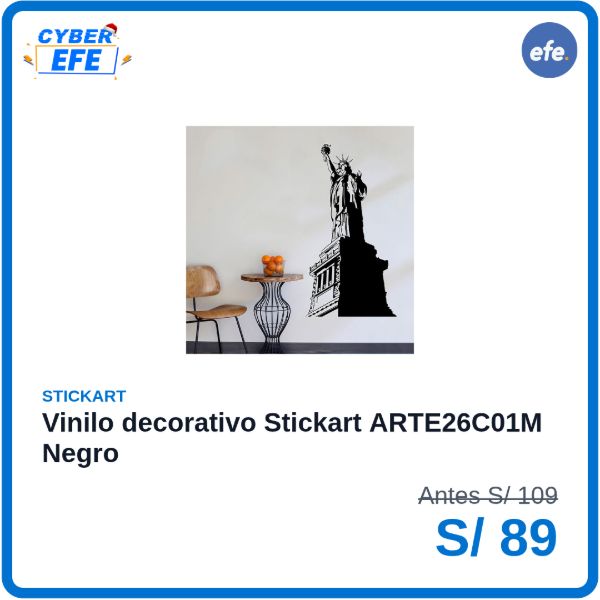 CYBER
EFE
efe.
STICKART
Vinilo decorativo Stickart ARTE26C01M
Negro
Antes S/ 109
S/ 89